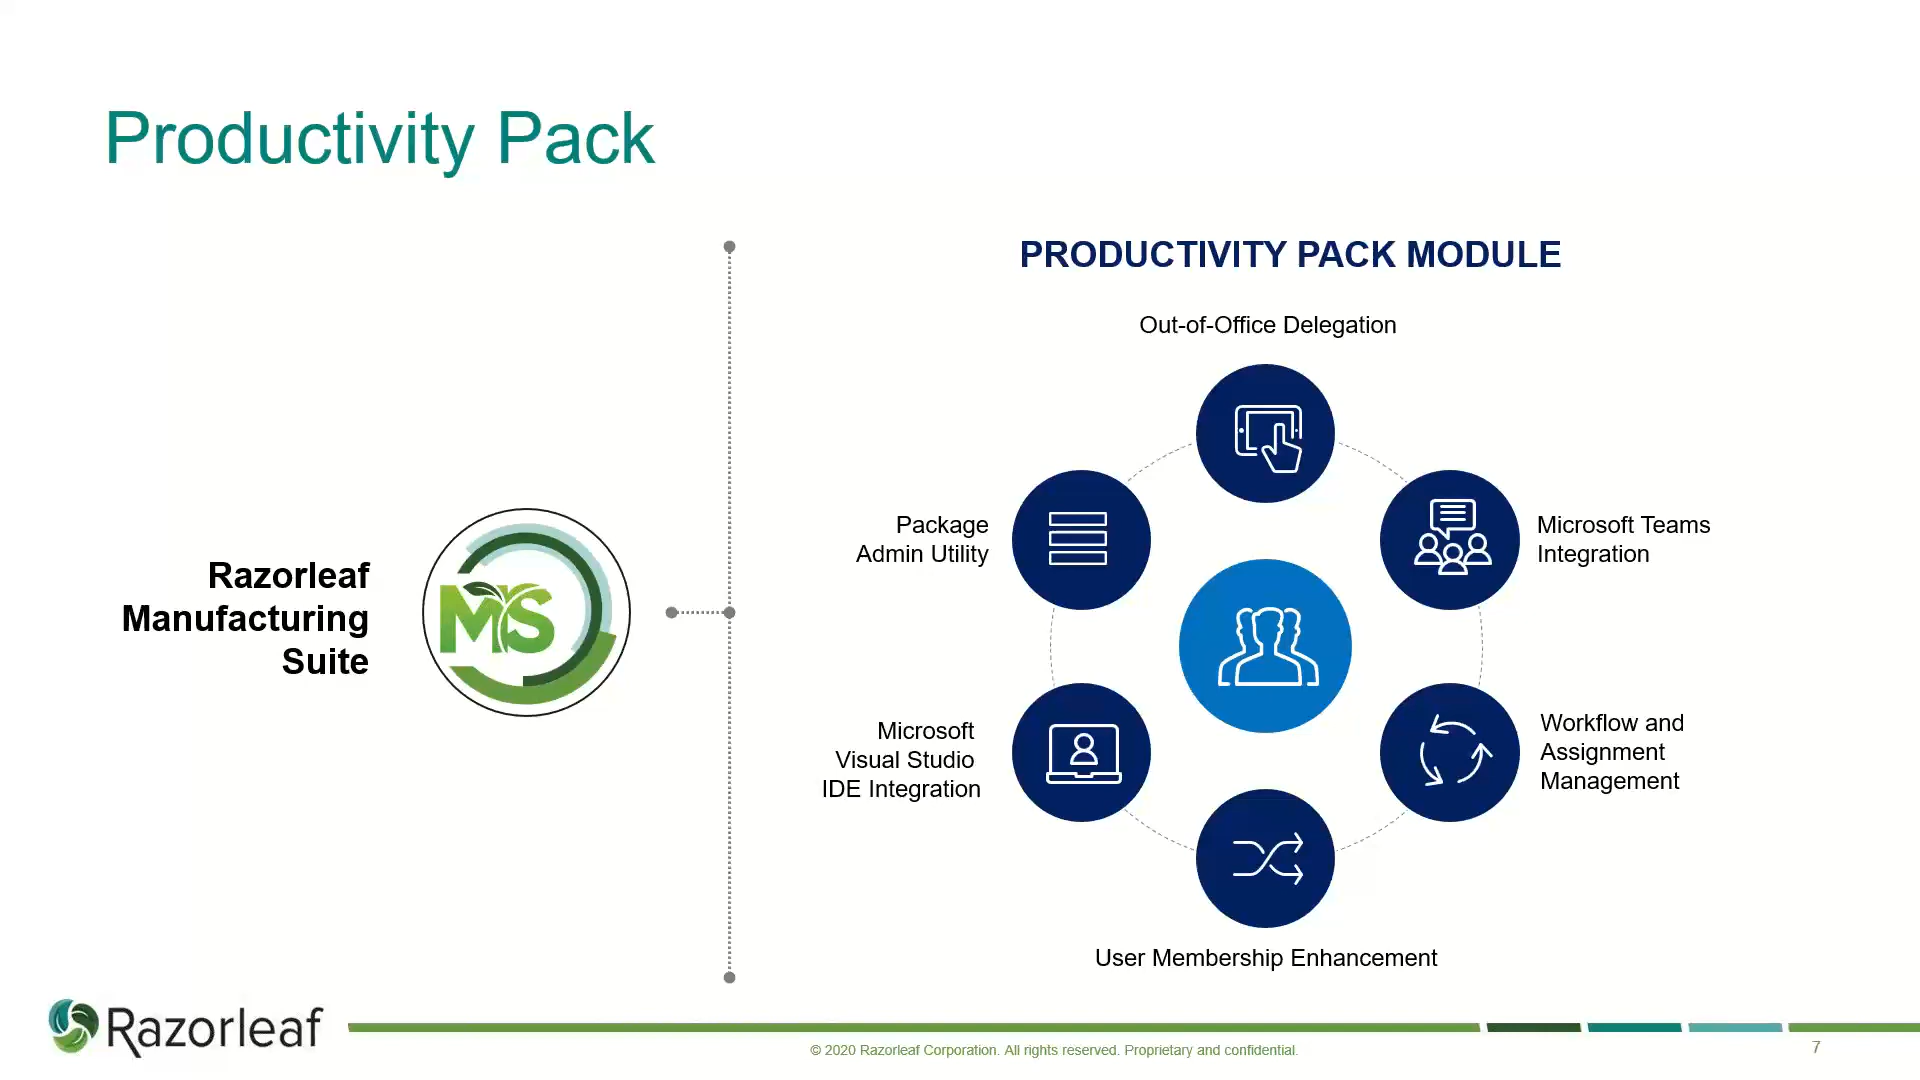 Productivity Pack
Razorleaf
Manufacturing
Suite
MS
PRODUCTIVITY PACK MODULE
Out-of-Office Delegation
Package
Admin Utility
Microsoft Teams
Integration
Microsoft
Visual Studio
IDE Integration
Workflow and
Assignment
Management
User Membership Enhancement
Razorleaf
© 2020 Razorleaf Corporation. All rights reserved. Proprietary and confidential.
7